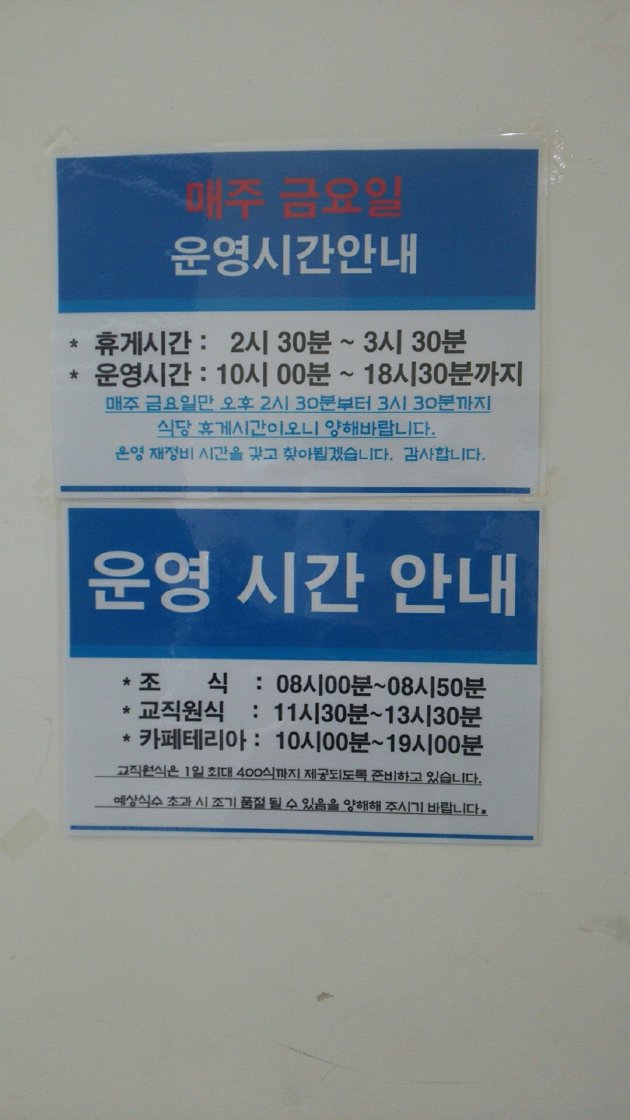 매주 금요일
운영시간안내
* 휴게시간 : 2시 30분 ~ 3시 30분
* 운영시간 : 10시 00분 ~ 18시30분까지
매주 금요일만 오후 2시 30분부터 3시 30분까지
식당 휴게시간이오니 양해바랍니다.
운영 재정비 시간을 갖고 찾아뵙겠습니다. 감사합니다.
운영 시간 안내
* 조 식 : 08시00분~08시50분
* 교직원식 : 11시30분~13시30분
* 카페테리아 : 10시00분~19시00분
교직원식은 1일 최대 400식까지 제공되도록 준비하고 있습니다.
예상식수 초과 시 조기 품절 될 수 있음을 양해해 주시기 바랍니다.